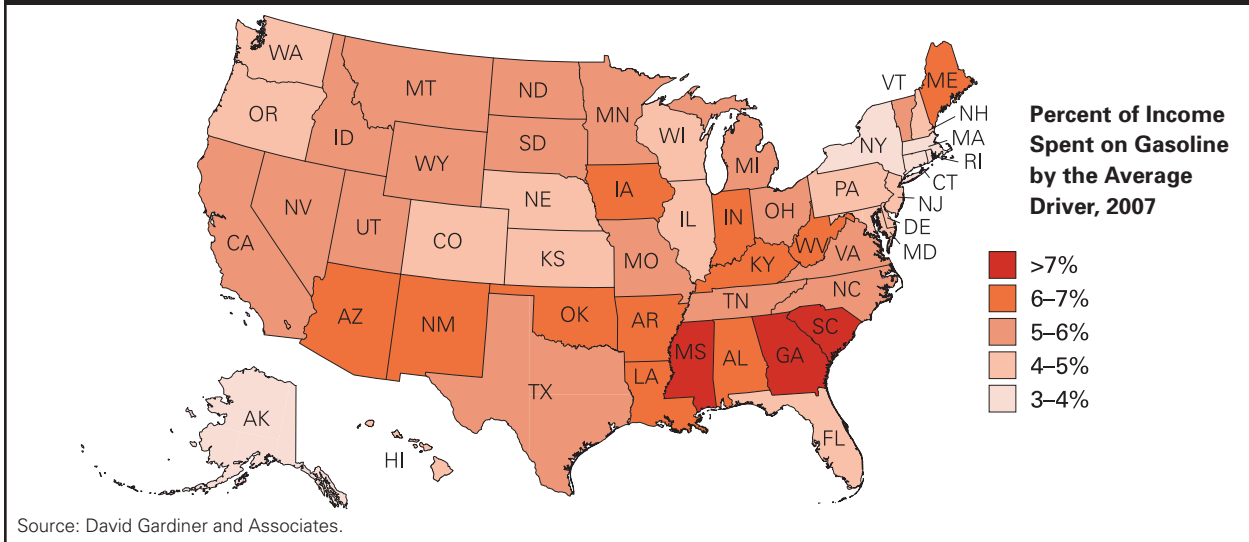 WA
MT
ND
MN
VT
ME
OR
ID
WY
SD
WI
MI
NY
NH
MA
RI
CT
NJ
DE
MD
PA
NV
UT
CO
NE
IA
IL
IN
OH
WV
VA
CA
KS
MO
KY
NC
TN
AZ
NM
OK
AR
SC
MS
AL
GA
LA
TX
FL
AK
HI
Percent of Income
Spent on Gasoline
by the Average
Driver, 2007
>7%
6–7%
5–6%
4–5%
3–4%
Source: David Gardiner and Associates.